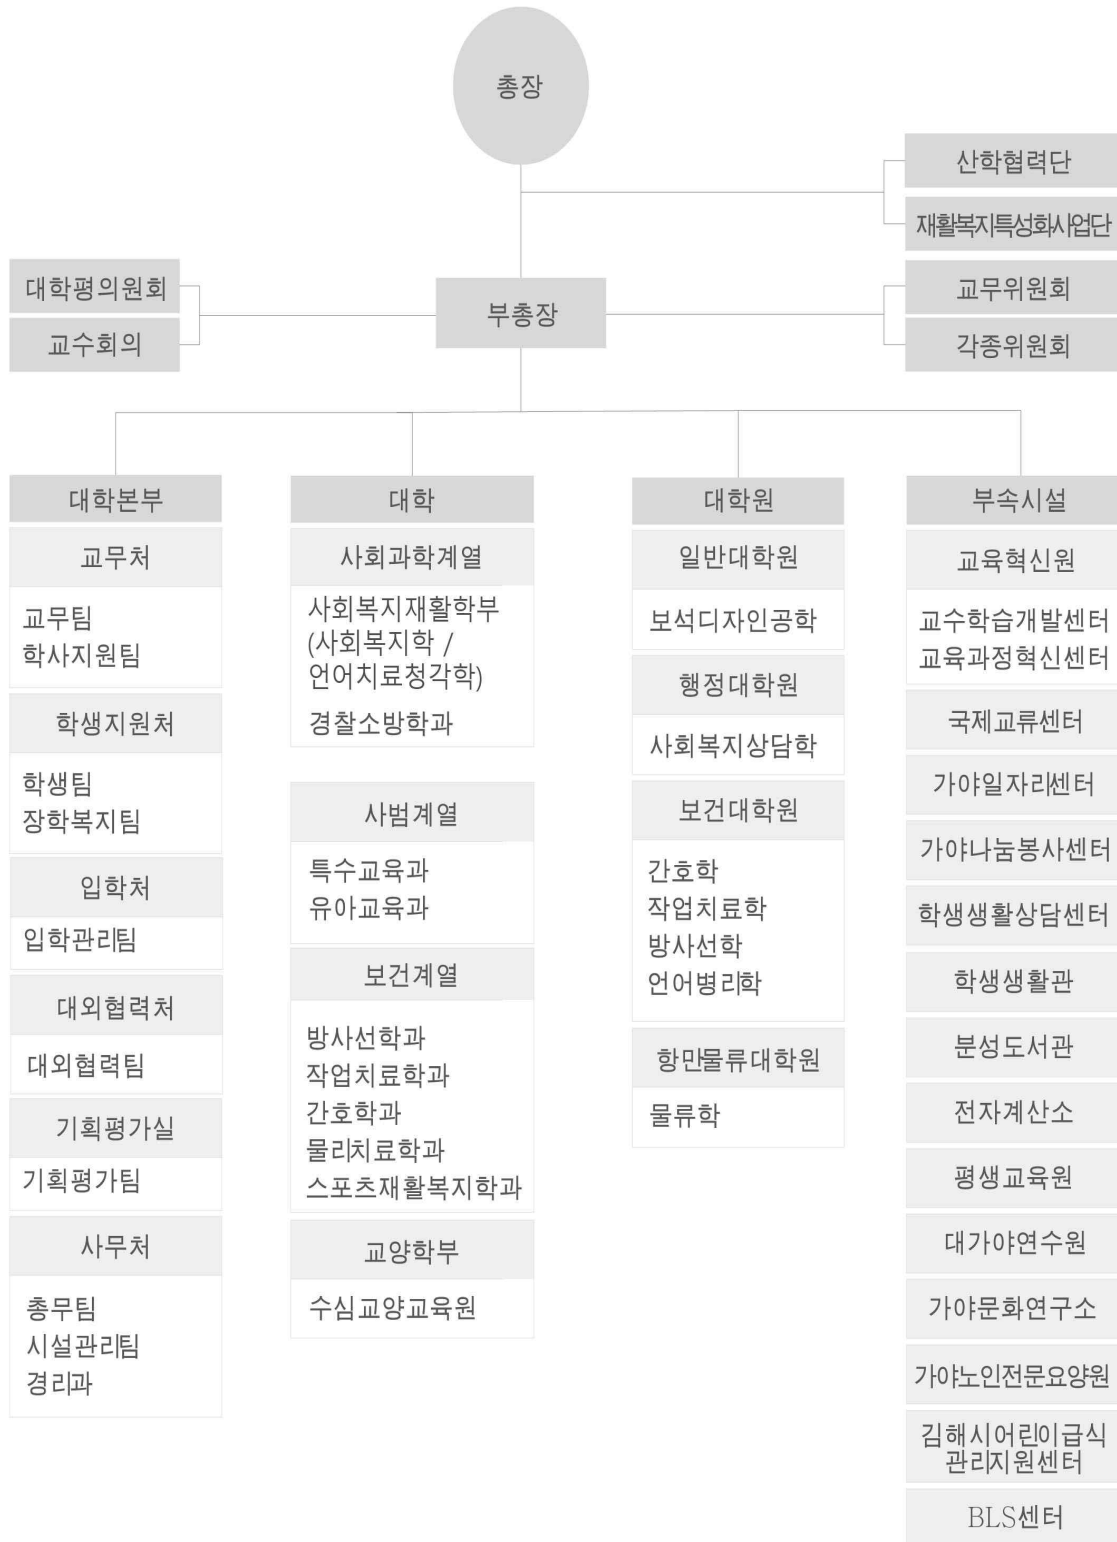 총장
산학협력단
재활복지특성화사업단
대학평의원회
교수회의
부총장
교무위원회
각종위원회
대학본부
교무처
교무팀
학사지원팀
학생지원처
학생팀
장학복지팀
입학처
입학관리팀
대외협력처
대외협력팀
기획평가실
기획평가팀
사무처
총무팀
시설관리팀
경리과
대학
사회과학계열
사회복지재활학부
(사회복지학 /
언어치료청각학)
경찰소방학과
사범계열
특수교육과
유아교육과
보건계열
방사선학과
작업치료학과
간호학과
물리치료학과
스포츠재활복지학과
교양학부
수심교양교육원
대학원
일반대학원
보석디자인공학
행정대학원
사회복지상담학
보건대학원
간호학
작업치료학
방사선학
언어병리학
항만물류대학원
물류학
부속시설
교육혁신원
교수학습개발센터
교육과정혁신센터
국제교류센터
가야일자리센터
가야나눔봉사센터
학생생활상담센터
학생생활관
분성도서관
전자계산소
평생교육원
대가야연수원
가야문화연구소
가야노인전문요양원
김해시어린이급식
관리지원센터
BLS센터